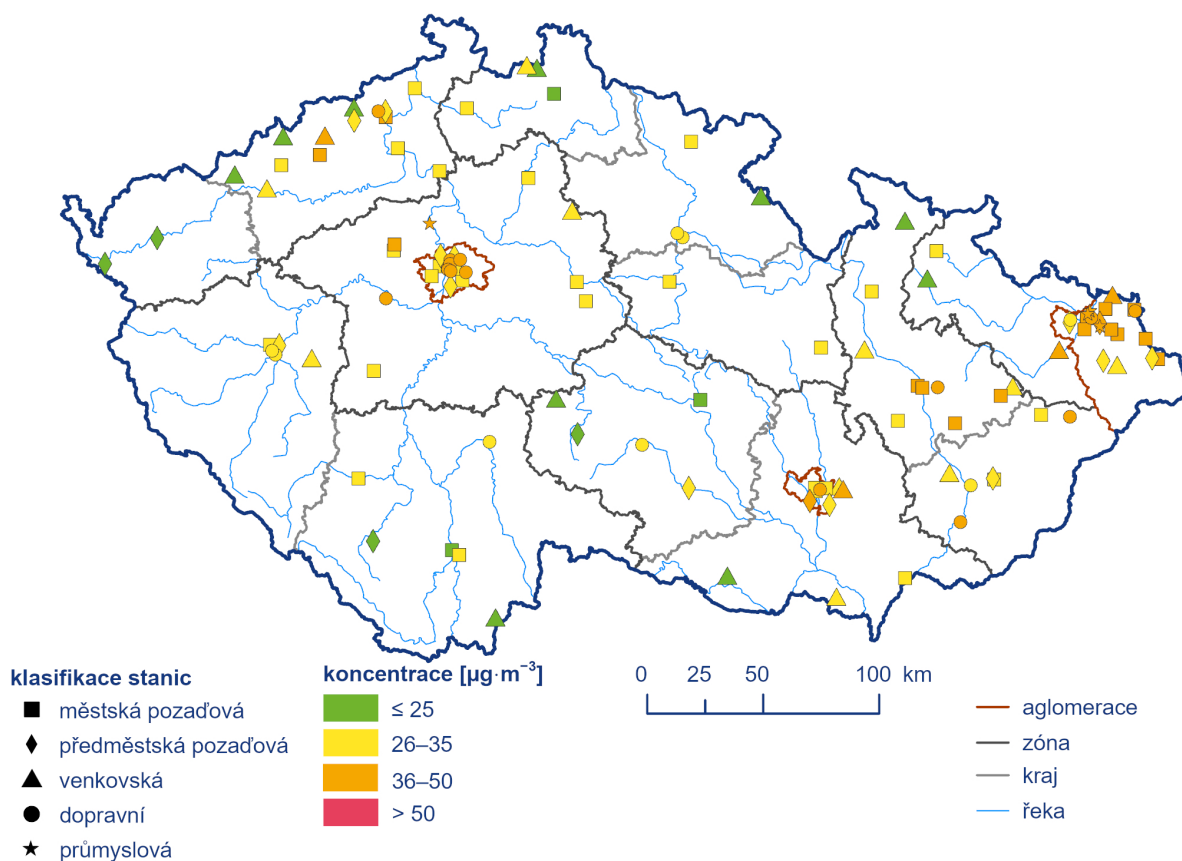 klasifikace stanic
městská pozaďová
předměstská pozaďová
venkovská
dopravní
průmyslová
koncentrace [µg·m⁻³]
≤ 25
26–35
36–50
> 50
0 25 50 100 km
aglomerace
zóna
kraj
řeka